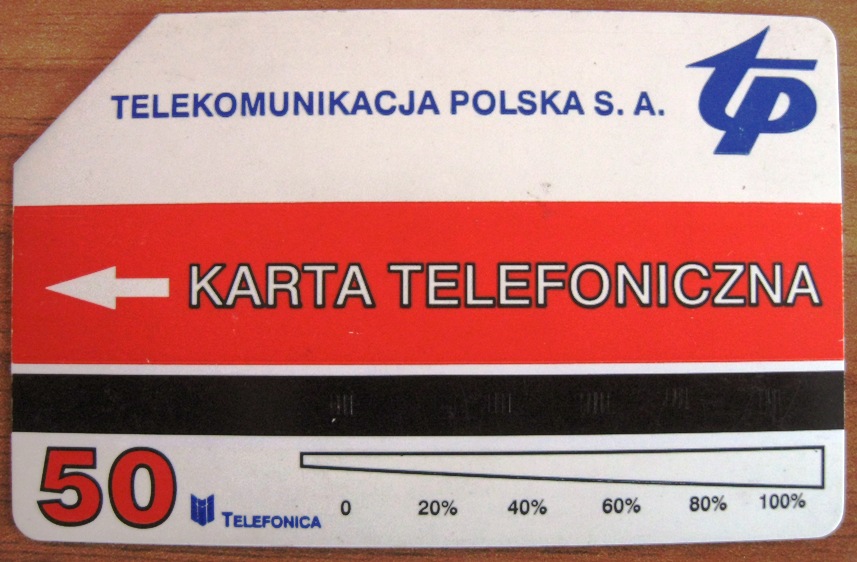 TELEKOMUNIKACJA POLSKA S. A.
tp
KARTA TELEFONICZNA
50
TELEFONICA
0 20% 40% 60% 80% 100%